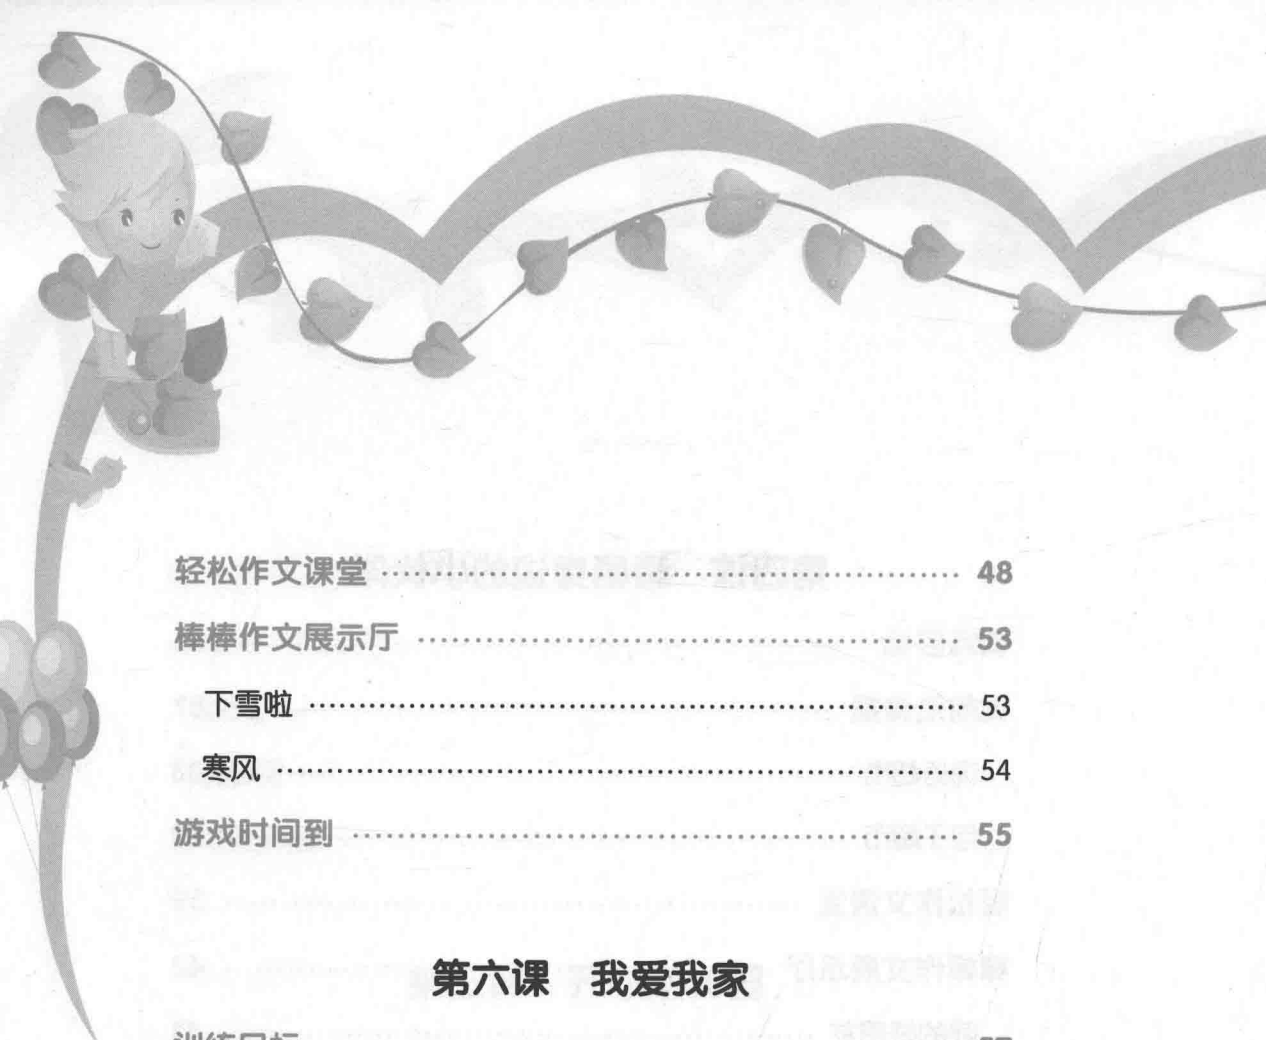 轻松作文课堂 …… 48
棒棒作文展示厅 …… 53
下雪啦 …… 53
寒风 …… 54
游戏时间到 …… 55
第六课 我爱我家